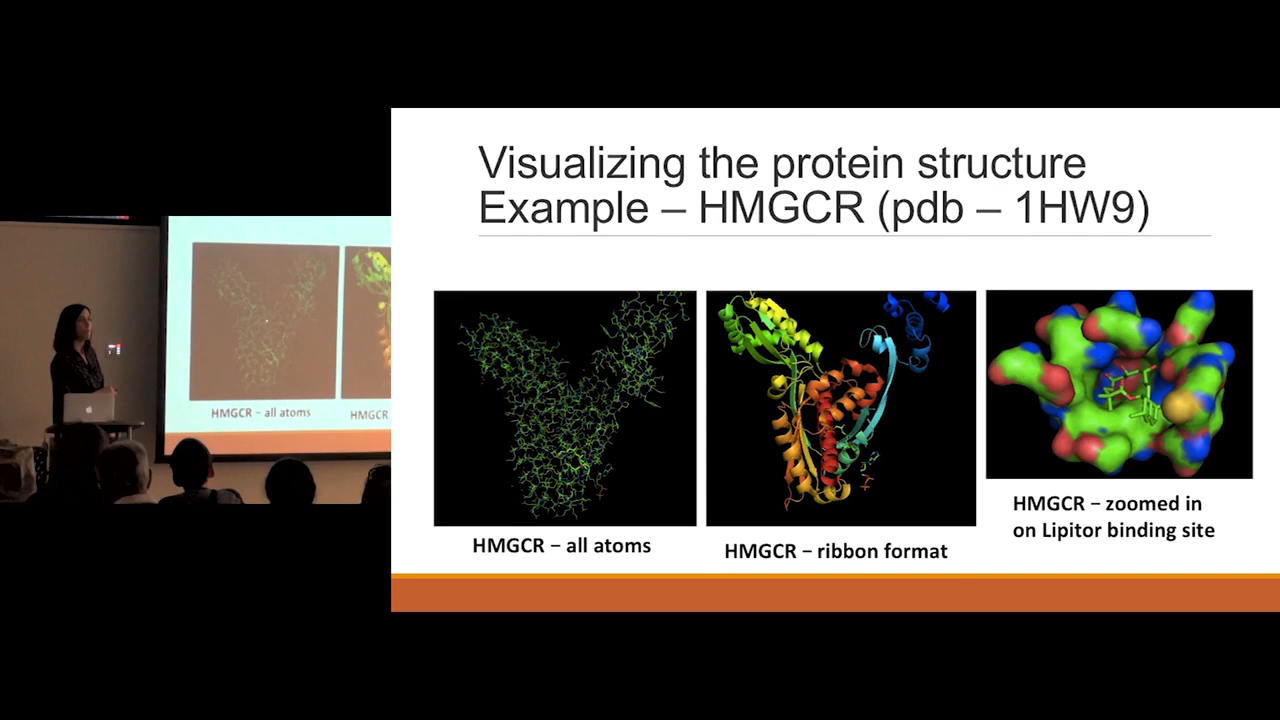 Visualizing the protein structure
Example – HMGCR (pdb – 1HW9)
HMGCR – all atoms
HMGCR – ribbon format
HMGCR – zoomed in
on Lipitor binding site
HMGCR – all atoms
HMGCR